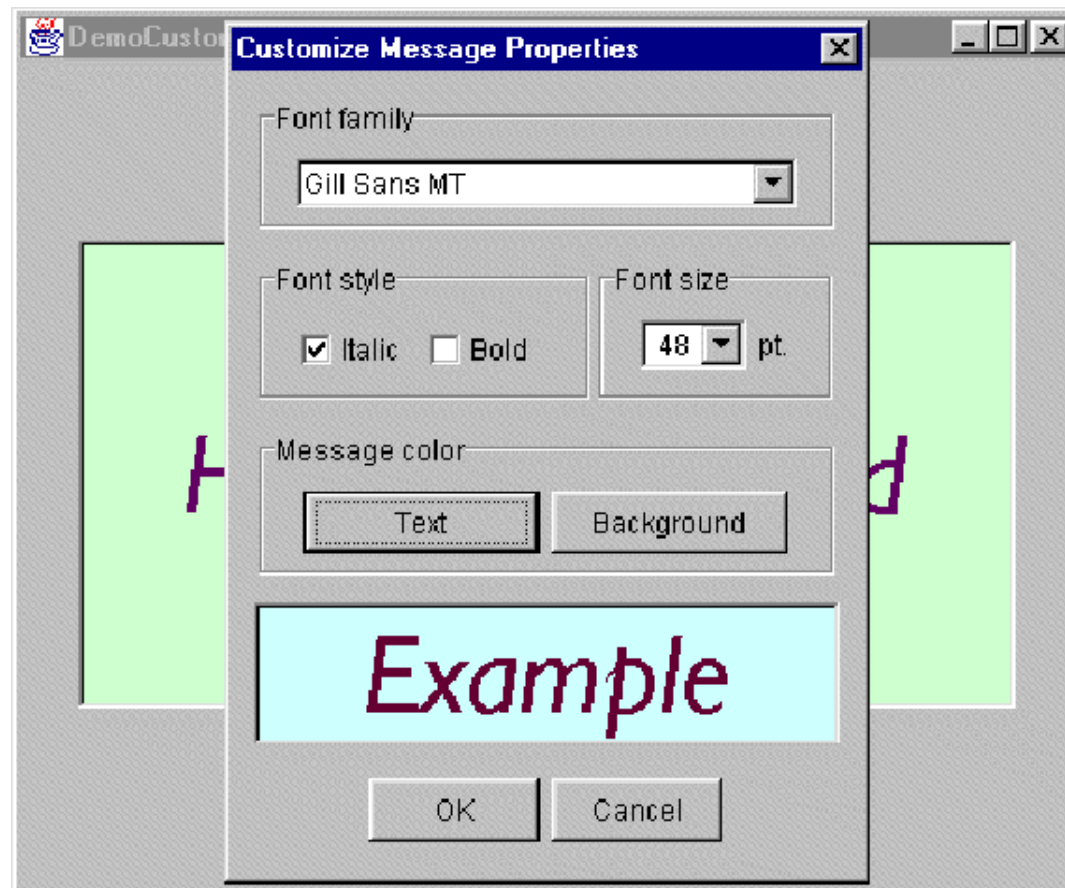 DemoCusto
Customize Message Properties
Font family
Gill Sans MT
Font style
Font size
Italic Bold
48 pt.
H d
Message color
Text Background
Example
OK Cancel